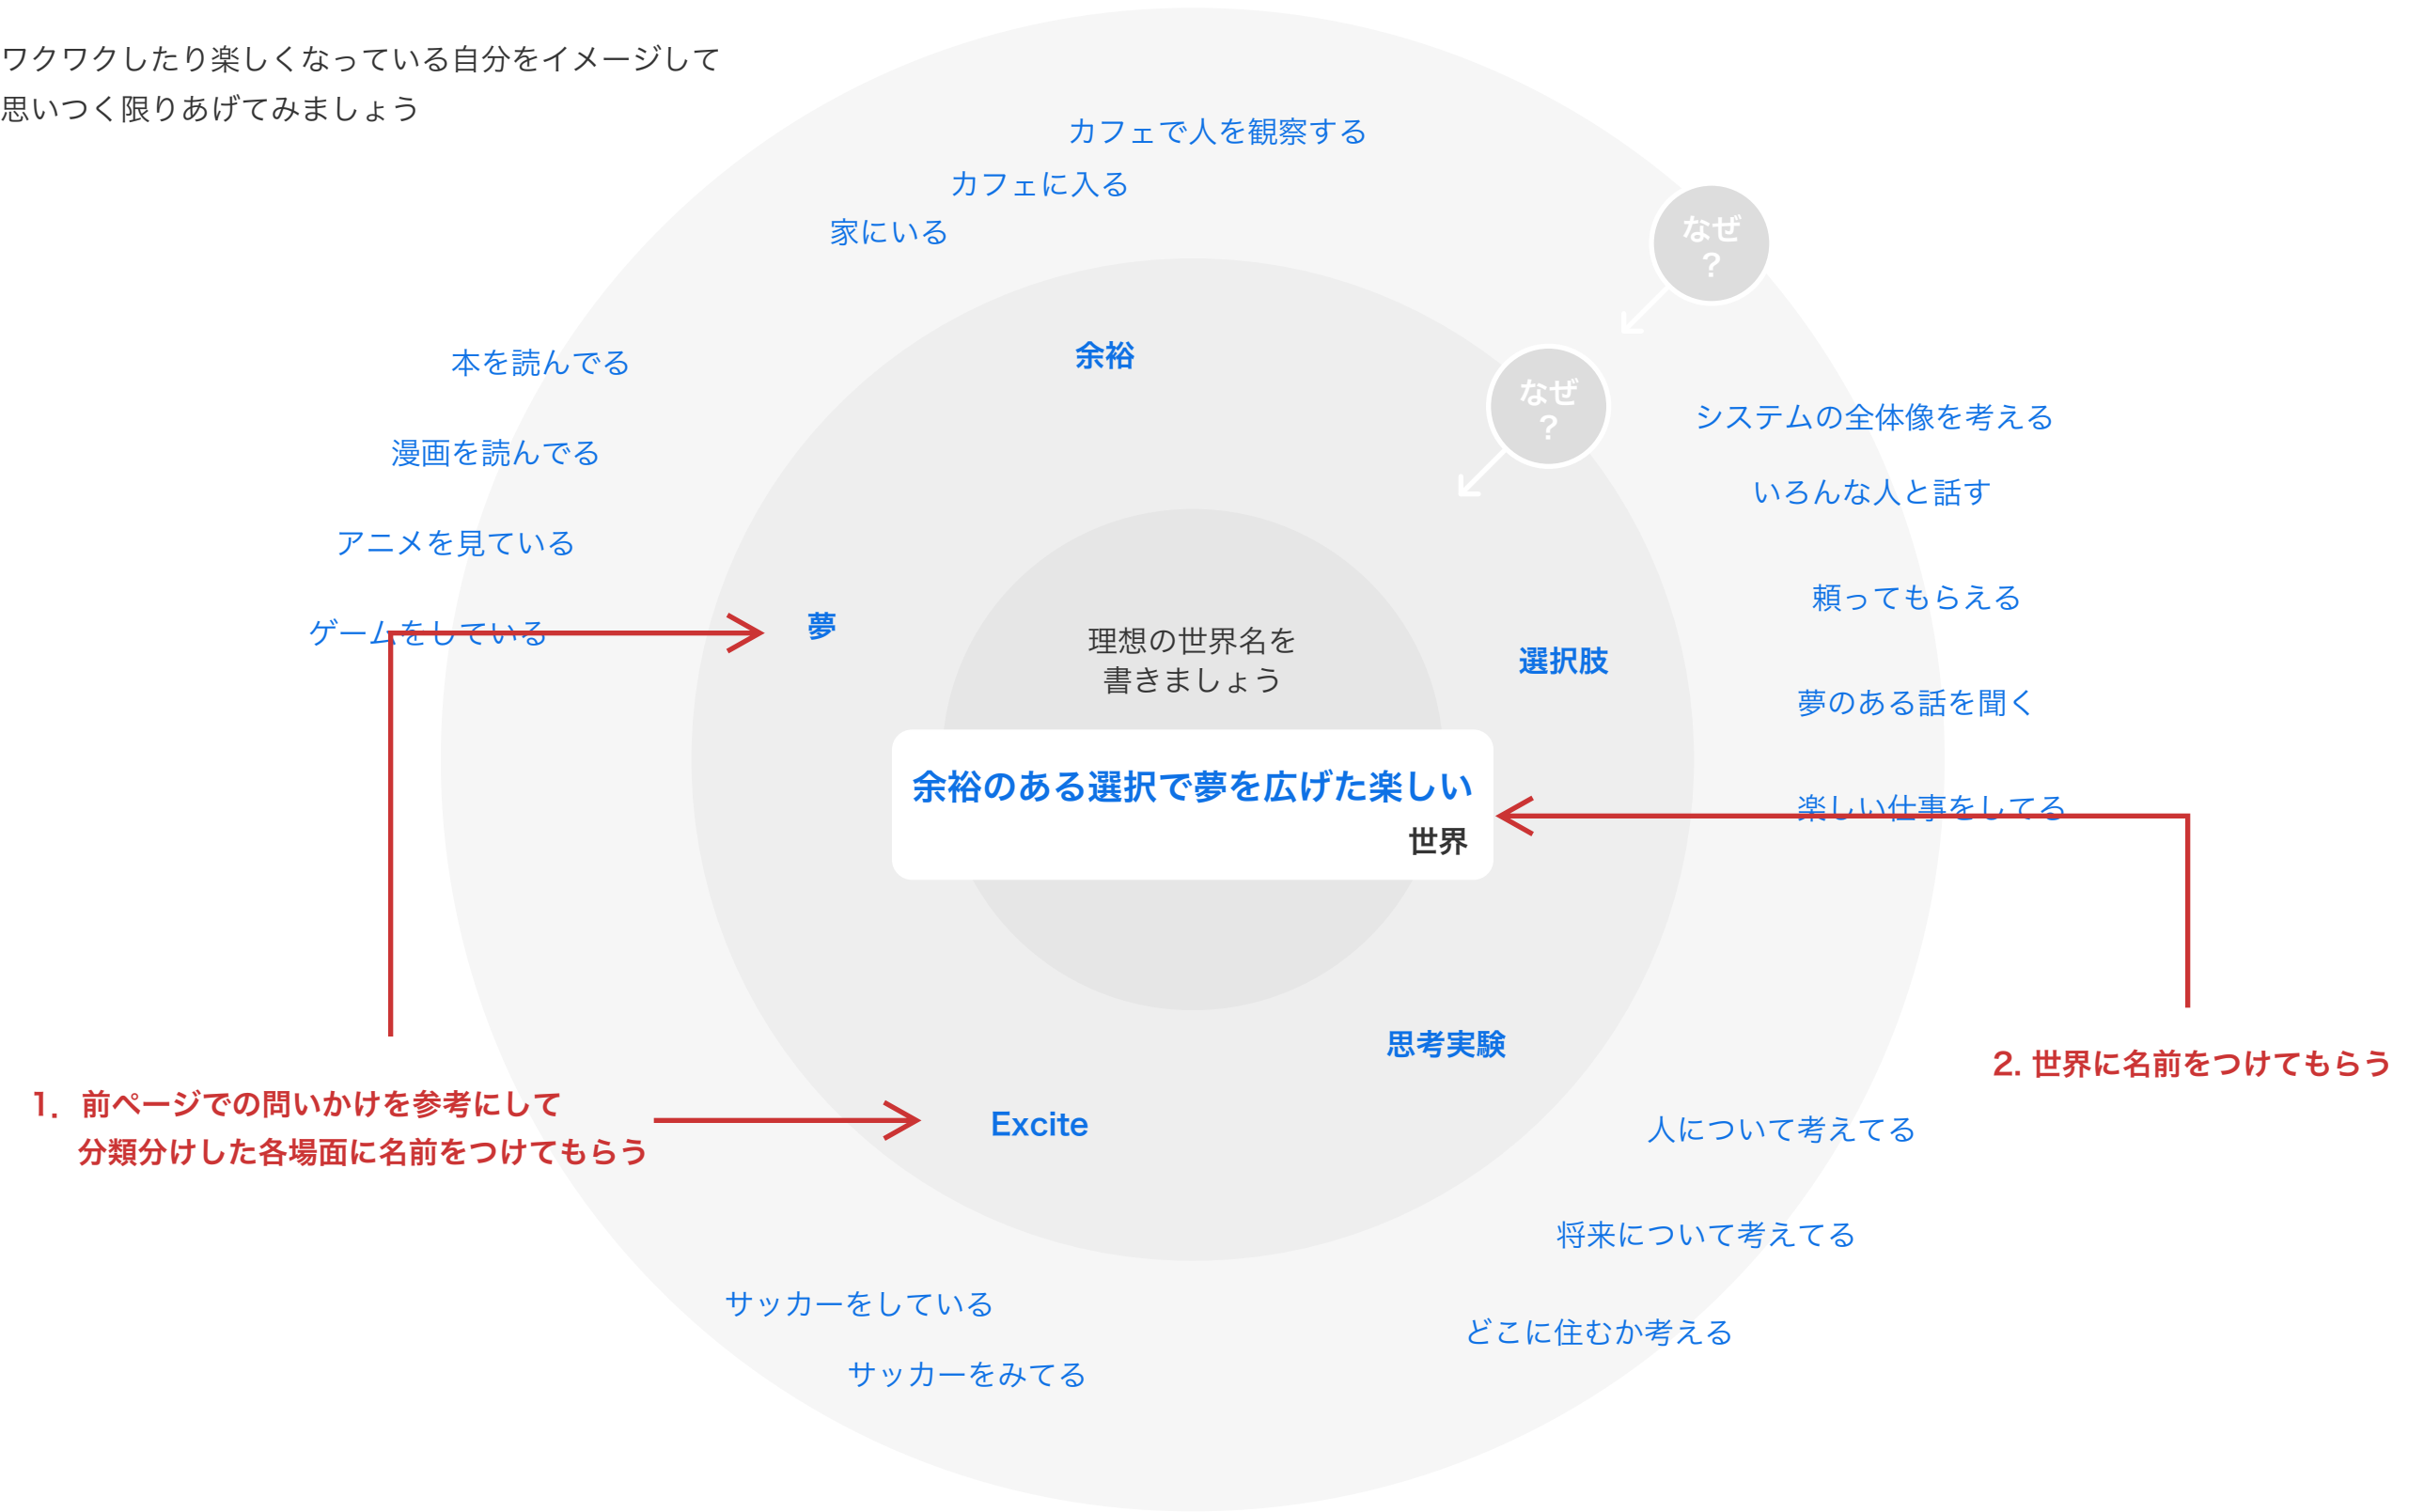 ワクワクしたり楽しくなっている自分をイメージして
思いつく限りあげてみましょう
カフェで人を観察する
カフェに入る
家にいる
なぜ
？
本を読んでる
余裕
なぜ
？
システムの全体像を考える
漫画を読んでる
いろんな人と話す
アニメを見ている
頼ってもらえる
ゲームをしている
夢
理想の世界名を
書きましょう
選択肢
夢のある話を聞く
余裕のある選択で夢を広げた楽しい
世界
楽しい仕事をしてる
思考実験
2. 世界に名前をつけてもらう
1. 前ページでの問いかけを参考にして
分類分けした各場面に名前をつけてもらう
Excite
人について考えてる
将来について考えてる
サッカーをしている
どこに住むか考える
サッカーをみてる